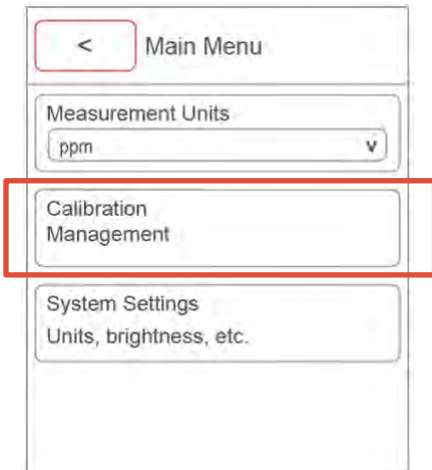 < Main Menu
Measurement Units
ppm v
Calibration
Management
System Settings
Units, brightness, etc.